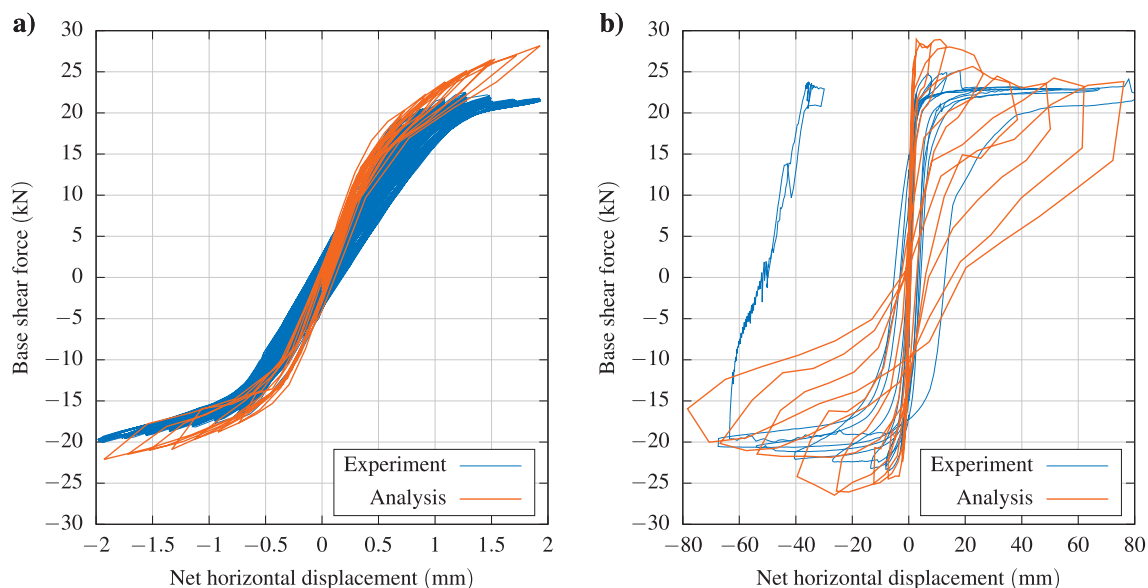 a)
30
25
20
15
10
5
0
−5
−10
−15
−20
−25
−30
Base shear force (kN)
−2 −1.5 −1 −0.5 0 0.5 1 1.5 2
Net horizontal displacement (mm)
Experiment
Analysis
b)
30
25
20
15
10
5
0
−5
−10
−15
−20
−25
−30
Base shear force (kN)
−80 −60 −40 −20 0 20 40 60 80
Net horizontal displacement (mm)
Experiment
Analysis